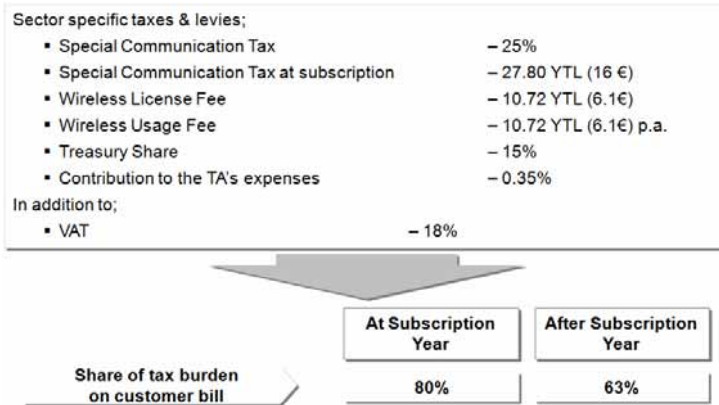 Sector specific taxes & levies;
▪ Special Communication Tax – 25%
▪ Special Communication Tax at subscription – 27.80 YTL (16 €)
▪ Wireless License Fee – 10.72 YTL (6.1€)
▪ Wireless Usage Fee – 10.72 YTL (6.1€) p.a.
▪ Treasury Share – 15%
▪ Contribution to the TA's expenses – 0.35%
In addition to;
▪ VAT – 18%
At Subscription After Subscription
Year Year
Share of tax burden
on customer bill 80% 63%